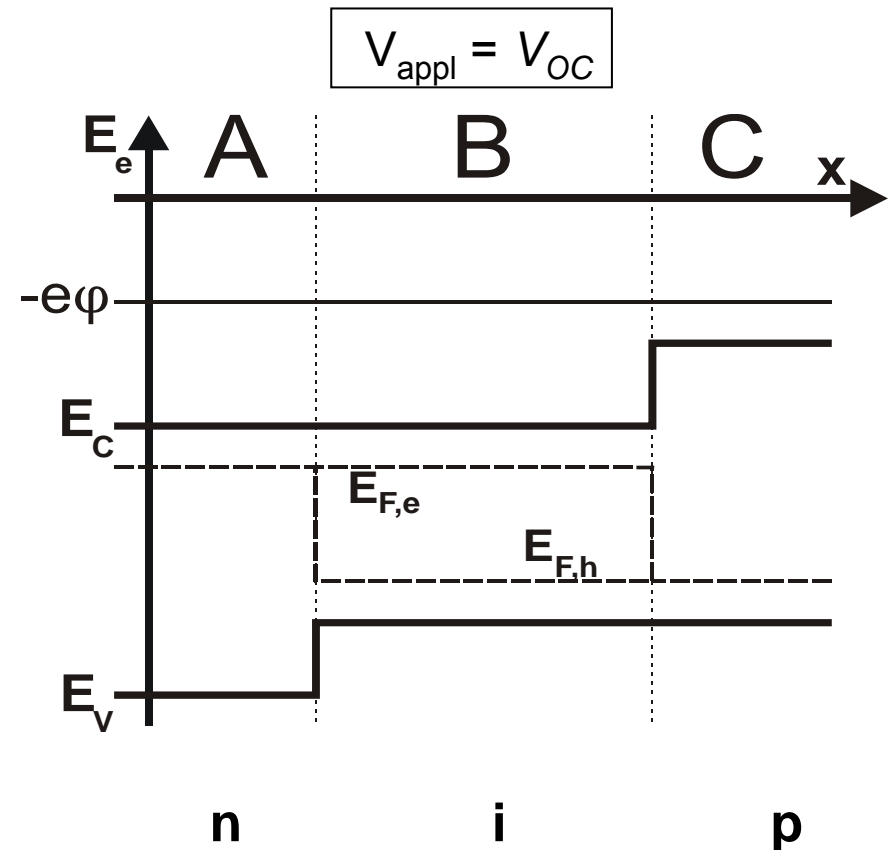 V_appl = V_OC
E_e A B C x
-eφ
E_C
E_F,e
E_F,h
E_V
n i p